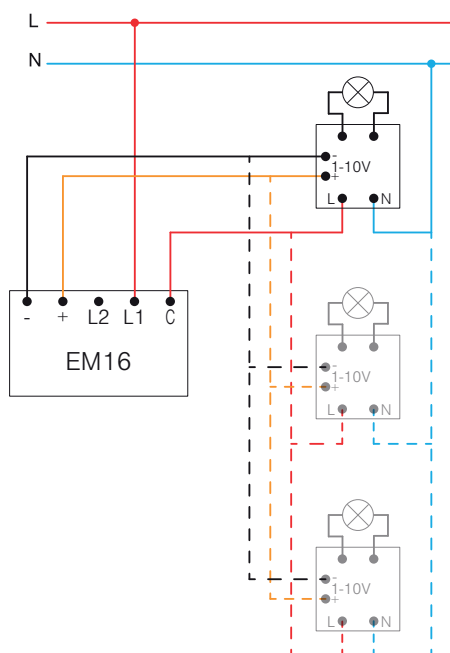 L
N
-
1-10V
+
L N
- + L2 L1 C
EM16
-
1-10V
+
L N
-
1-10V
+
L N